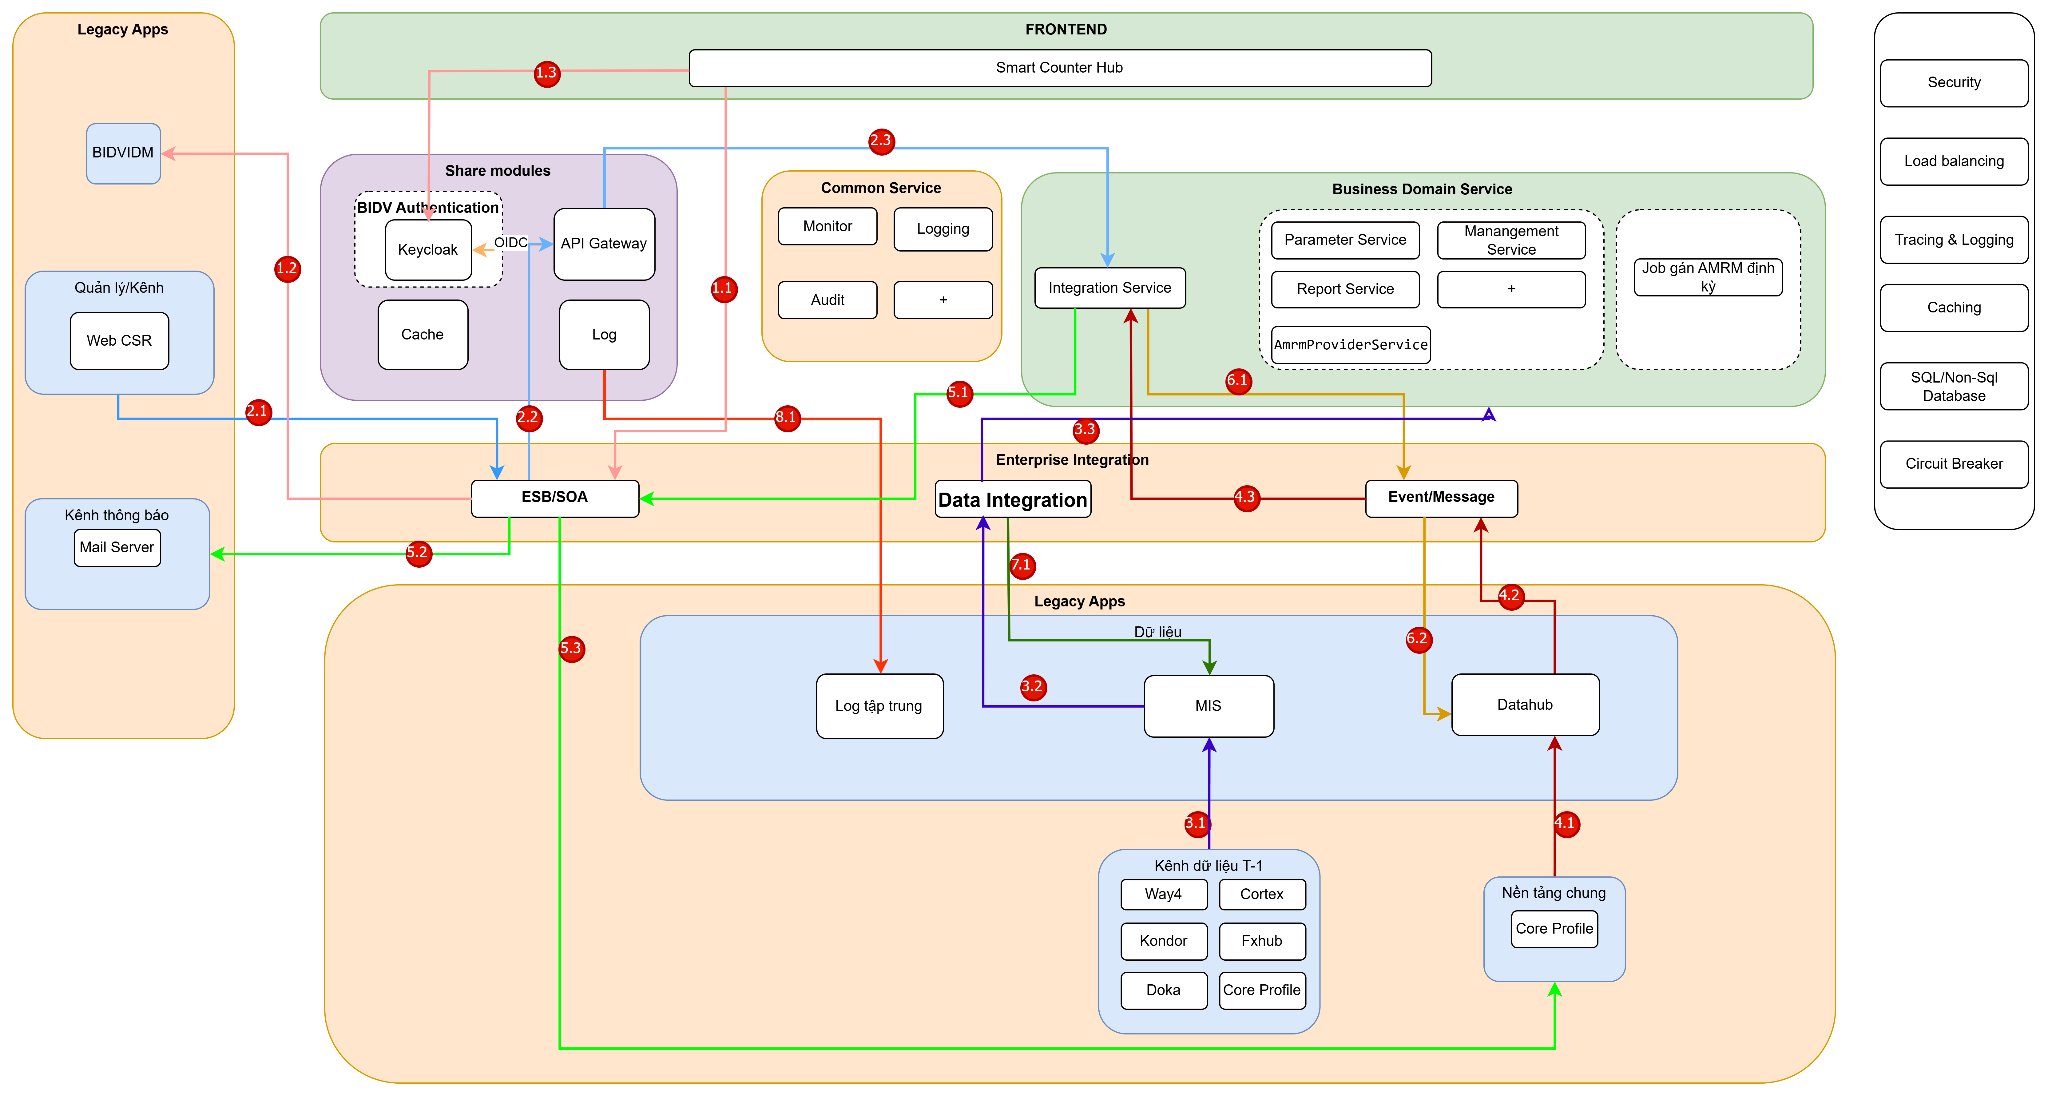 Legacy Apps
BIDVIDM
Quản lý/Kênh
Web CSR
Kênh thông báo
Mail Server
FRONTEND
Smart Counter Hub
1.3
1.2
1.1
2.1
2.2
2.3
Share modules
BIDV Authentication
Keycloak
OIDC
API Gateway
Cache
Log
Common Service
Monitor
Logging
Audit
+
Business Domain Service
Integration Service
Parameter Service
Manangement
Service
Report Service
+
AmrmProviderService
Job gán AMRM định
kỳ
5.1
6.1
8.1
3.3
Enterprise Integration
ESB/SOA
Data Integration
Event/Message
4.3
5.2
7.1
4.2
5.3
6.2
3.2
Legacy Apps
Dữ liệu
Log tập trung
MIS
Datahub
3.1
4.1
Kênh dữ liệu T-1
Way4
Cortex
Kondor
Fxhub
Doka
Core Profile
Nền tảng chung
Core Profile
Security
Load balancing
Tracing & Logging
Caching
SQL/Non-Sql
Database
Circuit Breaker